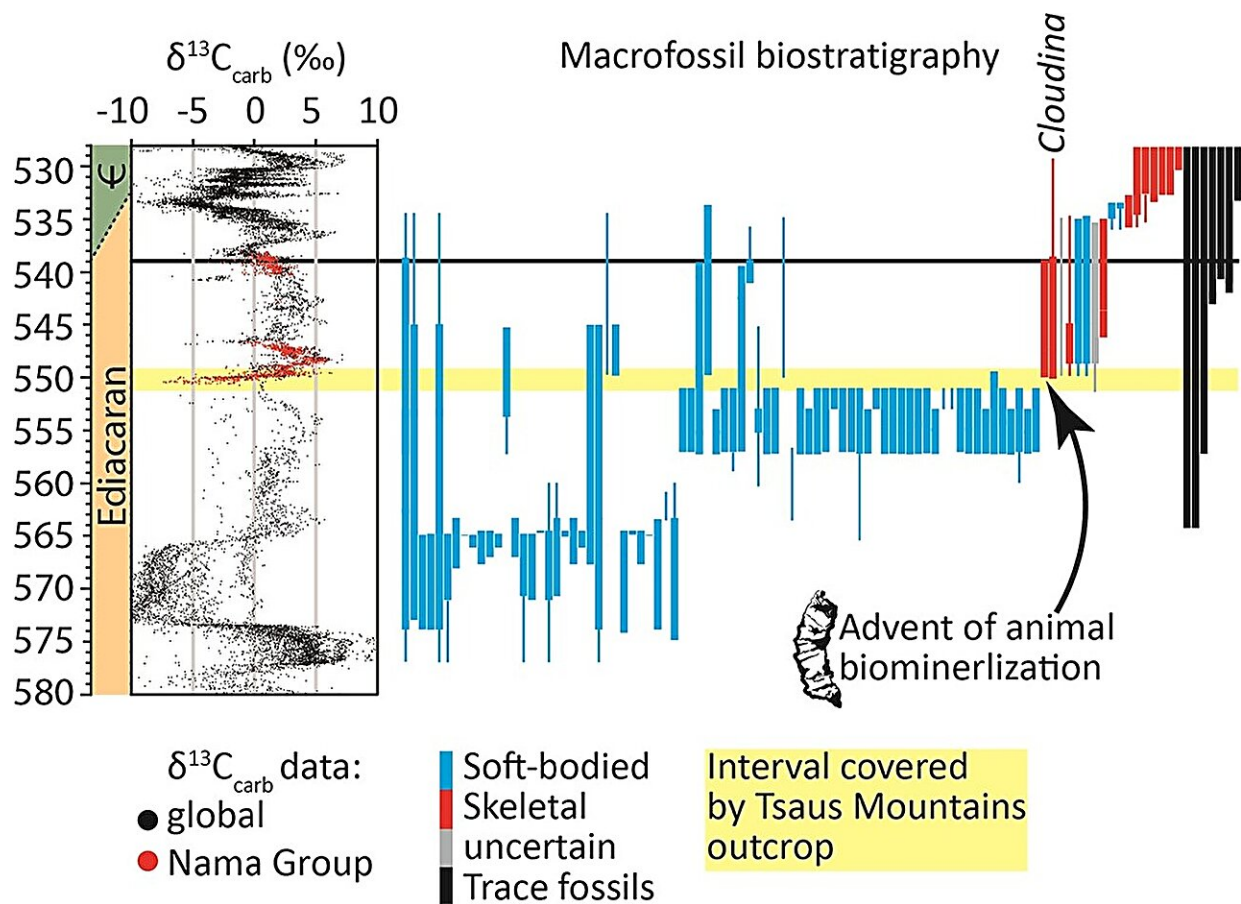 δ¹³C_carb (‰)
Macrofossil biostratigraphy
Cloudina
-10 -5 0 5 10
530
535
540
545
550
555
560
565
570
575
580
Є
Ediacaran
Advent of animal
biominerlization
δ¹³C_carb data:
global
Nama Group
Soft-bodied
Skeletal
uncertain
Trace fossils
Interval covered
by Tsaus Mountains
outcrop